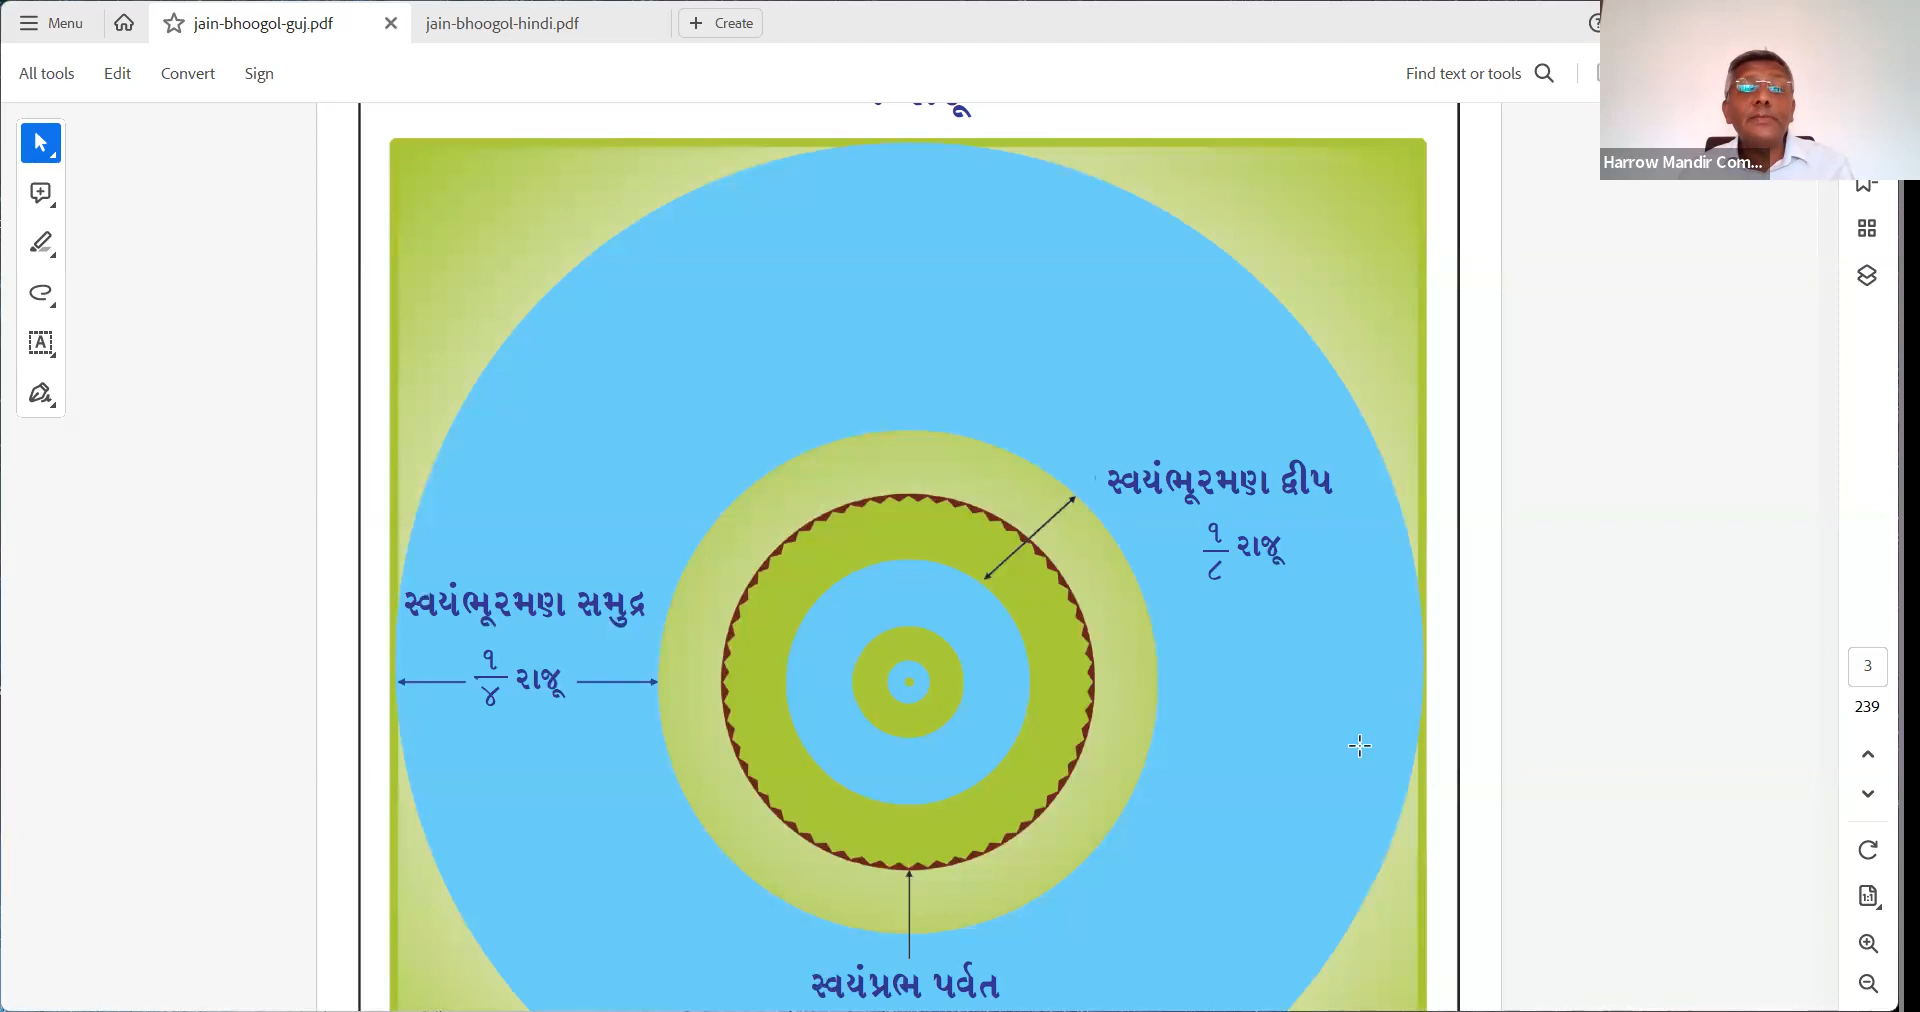 Menu
jain-bhoogol-guj.pdf
jain-bhoogol-hindi.pdf
Create
All tools
Edit
Convert
Sign
Find text or tools
Harrow Mandir Com...
સ્વયંભૂરમણ દ્વીપ
૧
૮ રાજૂ
સ્વયંભૂરમણ સમુદ્ર
૧
૪ રાજૂ
સ્વયંપ્રભ પર્વત
3
239